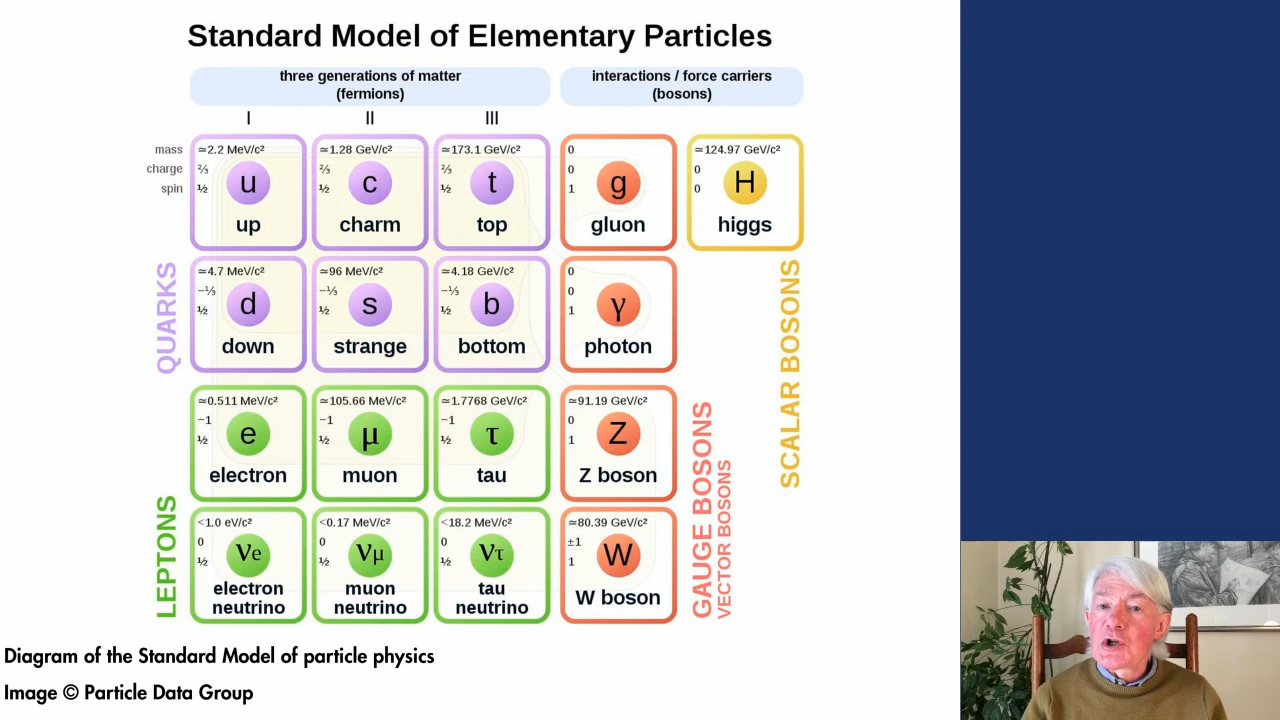 Standard Model of Elementary Particles
three generations of matter
(fermions)
interactions / force carriers
(bosons)
I
II
III
mass
charge
spin
≃2.2 MeV/c²
⅔
½
u
up
≃1.28 GeV/c²
⅔
½
c
charm
≃173.1 GeV/c²
⅔
½
t
top
0
0
1
g
gluon
≃124.97 GeV/c²
0
0
H
higgs
QUARKS
≃4.7 MeV/c²
−⅓
½
d
down
≃96 MeV/c²
−⅓
½
s
strange
≃4.18 GeV/c²
−⅓
½
b
bottom
0
0
1
γ
photon
SCALAR BOSONS
LEPTONS
≃0.511 MeV/c²
−1
½
e
electron
≃105.66 MeV/c²
−1
½
μ
muon
≃1.7768 GeV/c²
−1
½
τ
tau
≃91.19 GeV/c²
0
1
Z
Z boson
GAUGE BOSONS
VECTOR BOSONS
<1.0 eV/c²
0
½
νe
electron
neutrino
<0.17 MeV/c²
0
½
νμ
muon
neutrino
<18.2 MeV/c²
0
½
ντ
tau
neutrino
≃80.39 GeV/c²
±1
1
W
W boson
Diagram of the Standard Model of particle physics
Image © Particle Data Group